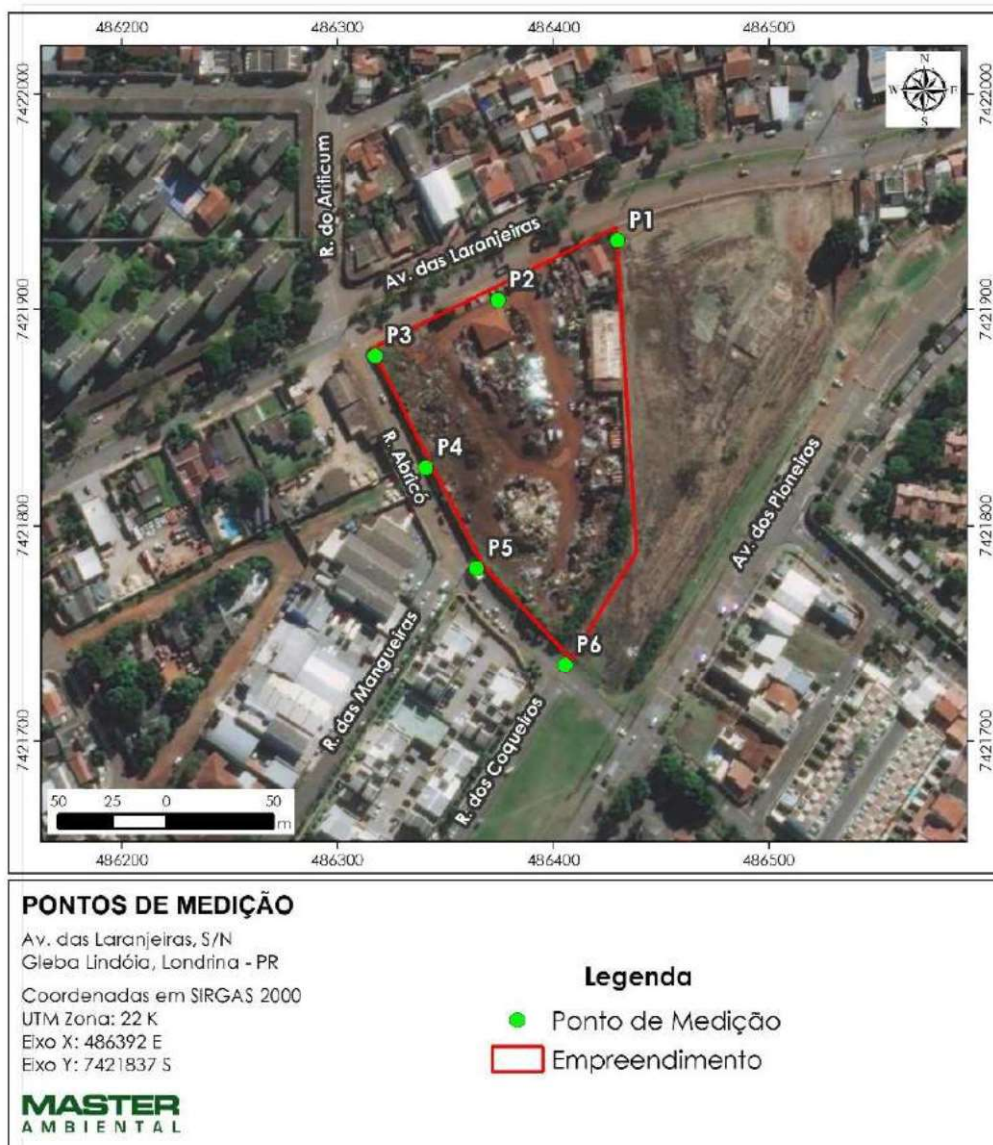 486200 486300 486400 486500
7422000
7421900
7421800
7421700
7422000
7421900
7421800
7421700
N
W E
S
R. do Ariticum
Av. das Laranjeiras
P1
P2
P3
P4
R. Abricó
P5
P6
Av. dos Pioneiros
R. das Mangueiras
R. dos Coqueiros
50 25 0 50
m
486200 486300 486400 486500
PONTOS DE MEDIÇÃO
Av. das Laranjeiras, S/N
Gleba Lindóia, Londrina - PR
Coordenadas em SIRGAS 2000
UTM Zona: 22 K
Eixo X: 486392 E
Eixo Y: 7421837 S
MASTER
AMBIENTAL
Legenda
Ponto de Medição
Empreendimento